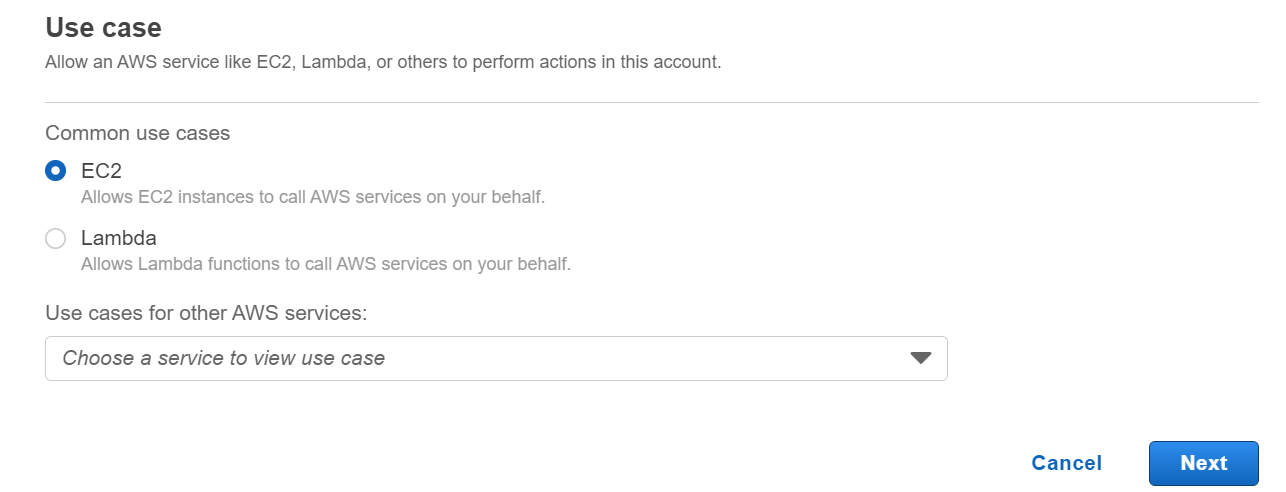 Use case
Allow an AWS service like EC2, Lambda, or others to perform actions in this account.
Common use cases
EC2
Allows EC2 instances to call AWS services on your behalf.
Lambda
Allows Lambda functions to call AWS services on your behalf.
Use cases for other AWS services:
Choose a service to view use case
Cancel
Next